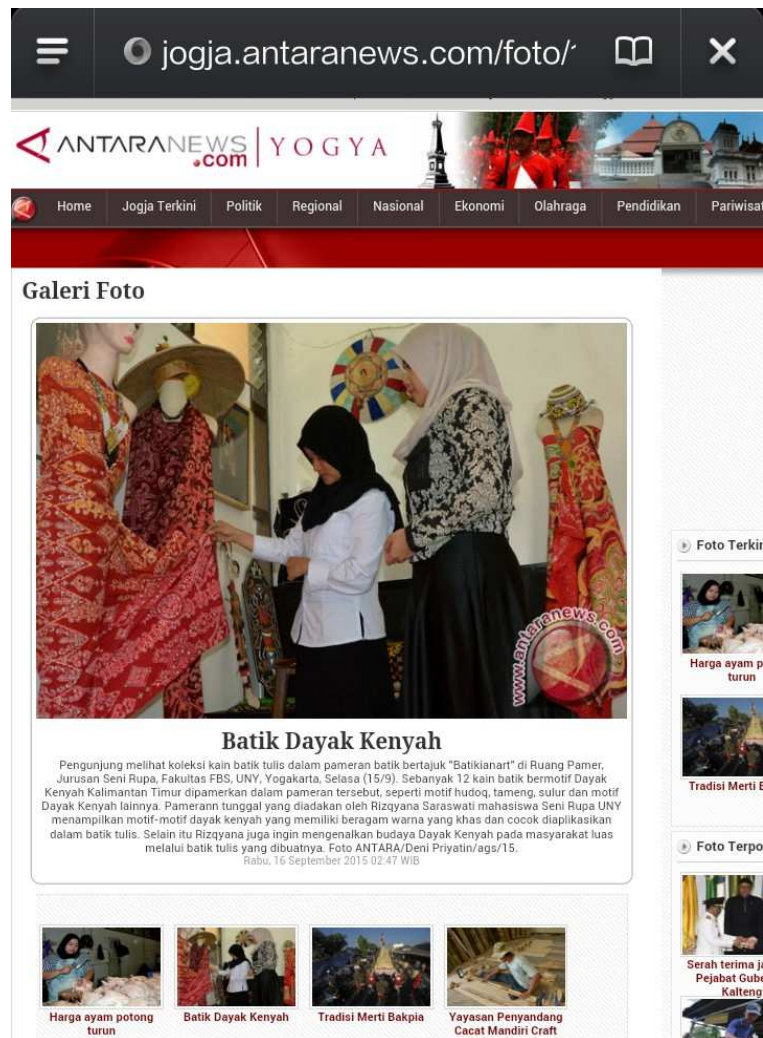 jogja.antaranews.com/foto/
ANTARANEWS .com YOGYA
Home Jogja Terkini Politik Regional Nasional Ekonomi Olahraga Pendidikan Pariwisat
Galeri Foto
www.antaranews.com
Batik Dayak Kenyah
Pengunjung melihat koleksi kain batik tulis dalam pameran batik bertajuk "Batikianart" di Ruang Pamer,
Jurusan Seni Rupa, Fakultas FBS, UNY, Yogakarta, Selasa (15/9). Sebanyak 12 kain batik bermotif Dayak
Kenyah Kalimantan Timur dipamerkan dalam pameran tersebut, seperti motif hudoq, tameng, sulur dan motif
Dayak Kenyah lainnya. Pamerann tunggal yang diadakan oleh Rizqyana Saraswati mahasiswa Seni Rupa UNY
menampilkan motif-motif dayak kenyah yang memiliki beragam warna yang khas dan cocok diaplikasikan
dalam batik tulis. Selain itu Rizqyana juga ingin mengenalkan budaya Dayak Kenyah pada masyarakat luas
melalui batik tulis yang dibuatnya. Foto ANTARA/Deni Priyatin/ags/15.
Rabu, 16 September 2015 02:47 WIB
Harga ayam potong
turun
Batik Dayak Kenyah
Tradisi Merti Bakpia
Yayasan Penyandang
Cacat Mandiri Craft
Foto Terkin
Harga ayam p
turun
Tradisi Merti B
Foto Terpo
Serah terima ja
Pejabat Gube
Kalteng